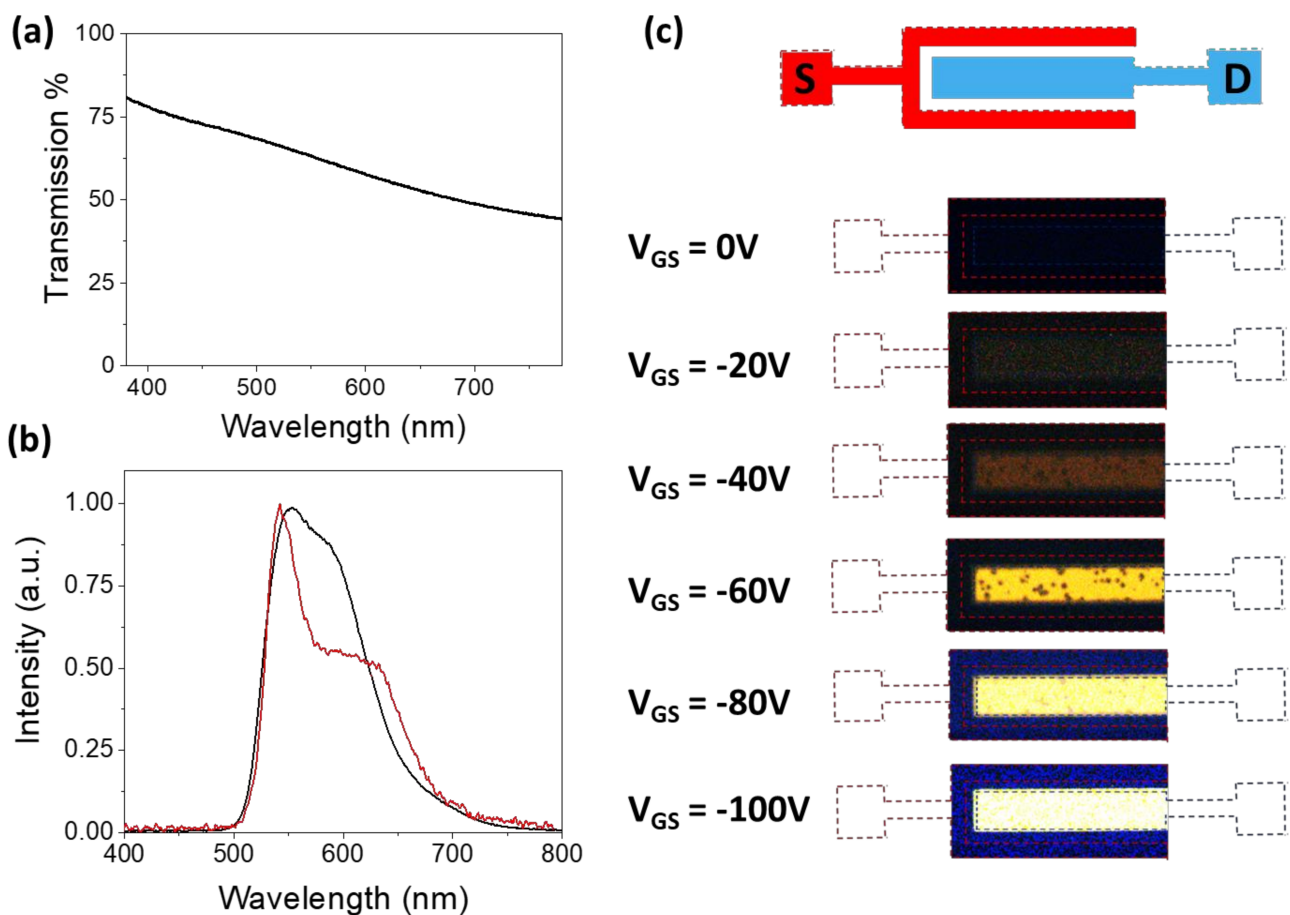 (a)
100
75
50
25
0
Transmission %
400 500 600 700
Wavelength (nm)
(b)
1.00
0.75
0.50
0.25
0.00
Intensity (a.u.)
400 500 600 700 800
Wavelength (nm)
(c)
S D
VGS = 0V
VGS = -20V
VGS = -40V
VGS = -60V
VGS = -80V
VGS = -100V